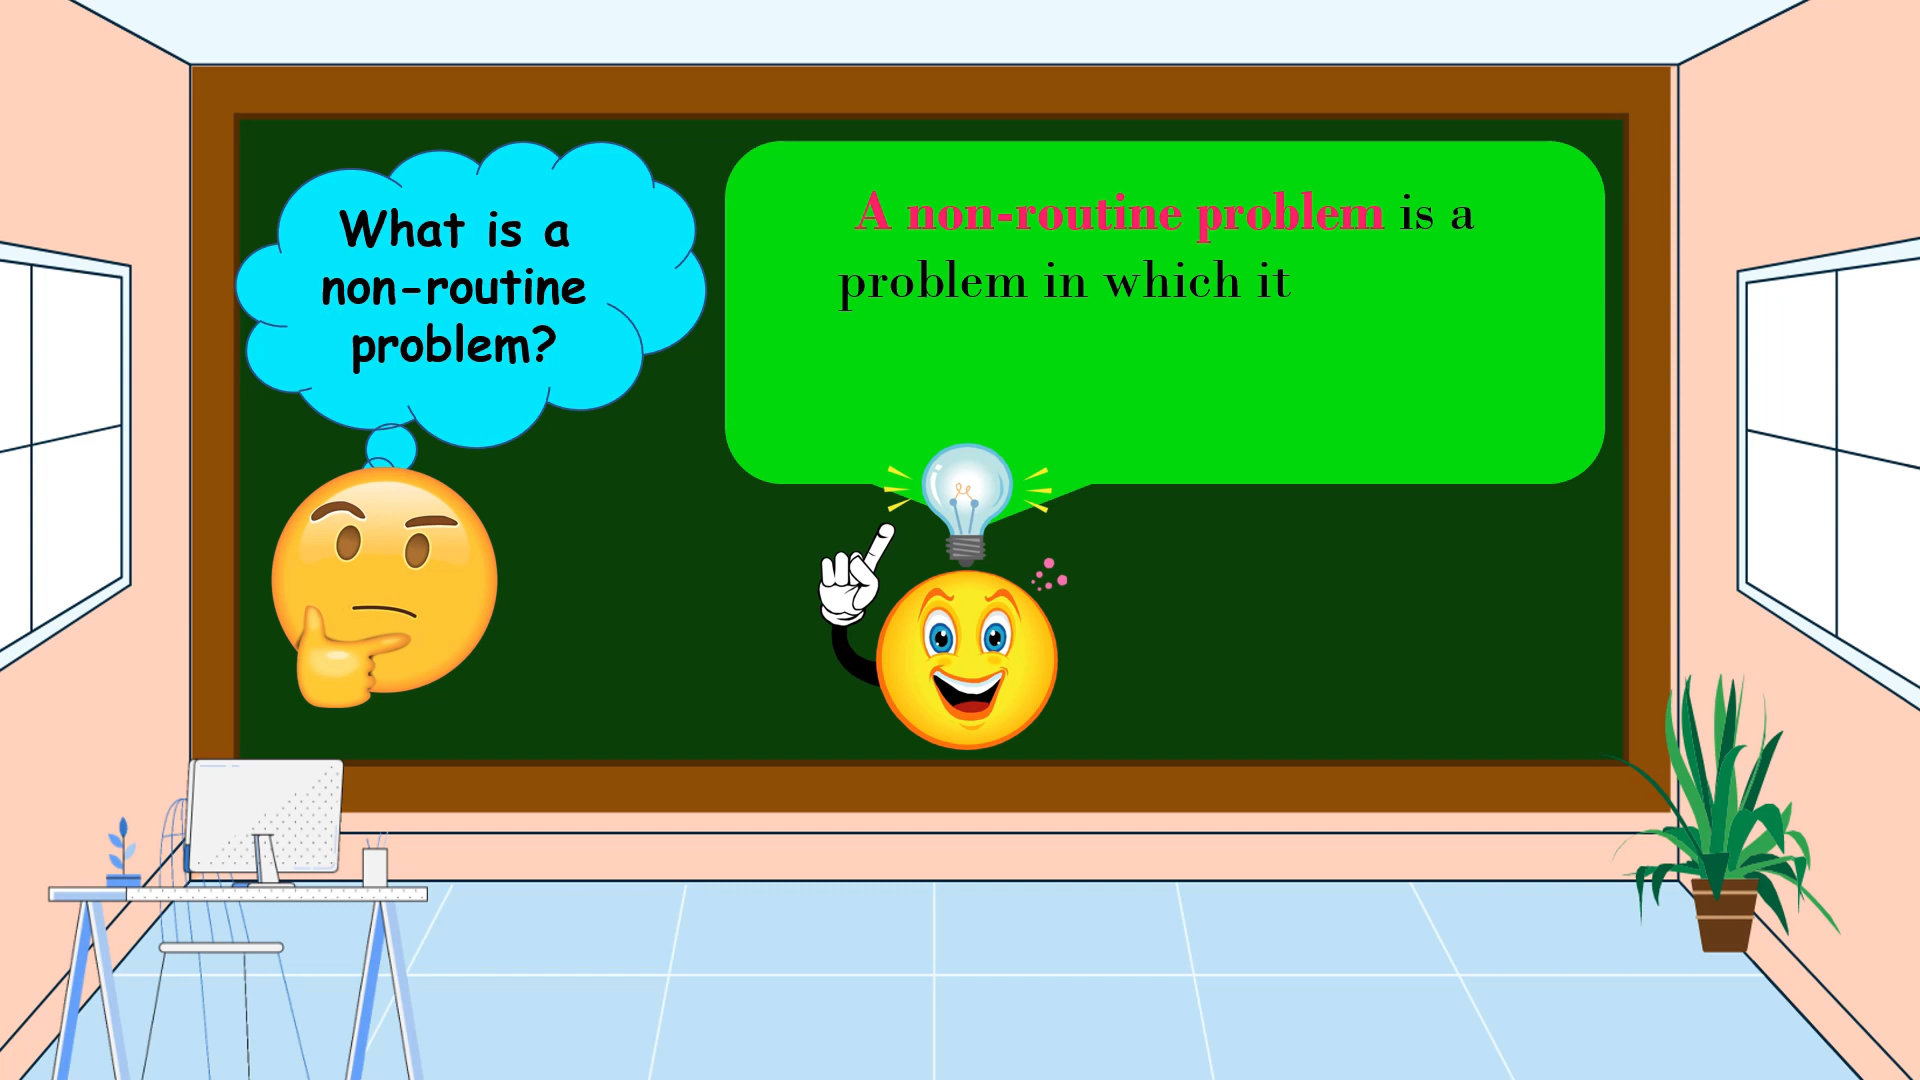 What is a
non-routine
problem?
A non-routine problem is a
problem in which it